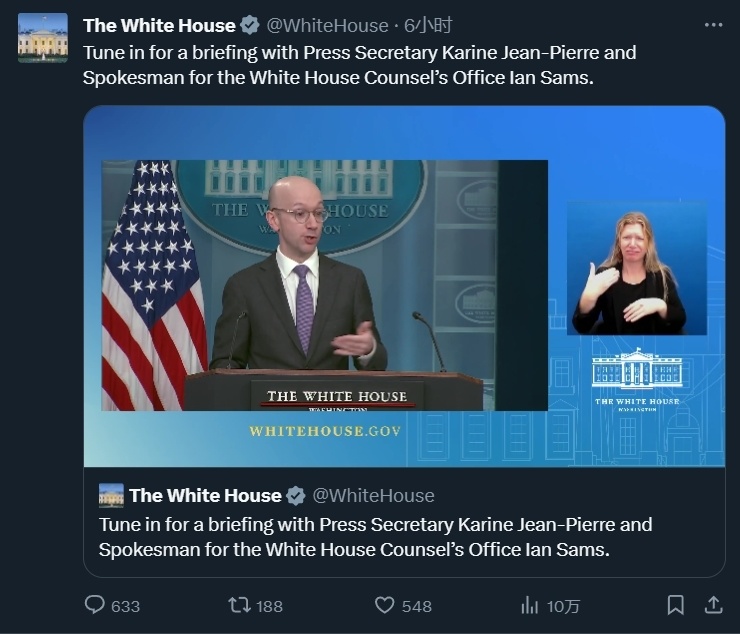 The White House @WhiteHouse · 6小时
Tune in for a briefing with Press Secretary Karine Jean-Pierre and
Spokesman for the White House Counsel's Office Ian Sams.
THE W HOUSE
WA ON
THE WHITE HOUSE
WASHINGTON
WHITEHOUSE.GOV
THE WHITE HOUSE
WASHINGTON
The White House @WhiteHouse
Tune in for a briefing with Press Secretary Karine Jean-Pierre and
Spokesman for the White House Counsel's Office Ian Sams.
633 188 548 10万